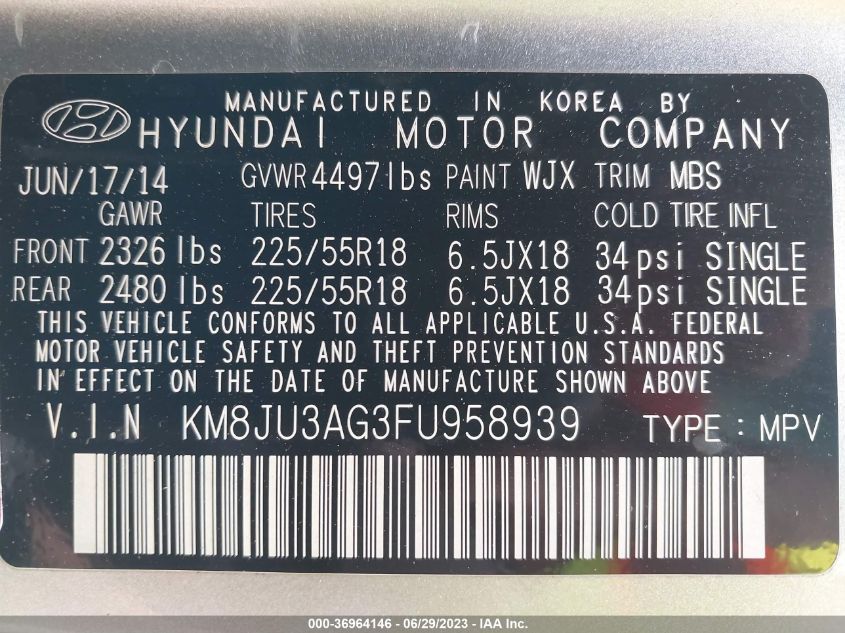 MANUFACTURED IN KOREA BY
HYUNDAI MOTOR COMPANY
JUN/17/14 GVWR 4497lbs PAINT WJX TRIM MBS
GAWR TIRES RIMS COLD TIRE INFL
FRONT 2326 lbs 225/55R18 6.5JX18 34psi SINGLE
REAR 2480 lbs 225/55R18 6.5JX18 34psi SINGLE
THIS VEHICLE CONFORMS TO ALL APPLICABLE U.S.A. FEDERAL
MOTOR VEHICLE SAFETY AND THEFT PREVENTION STANDARDS
IN EFFECT ON THE DATE OF MANUFACTURE SHOWN ABOVE
V.I.N KM8JU3AG3FU958939 TYPE : MPV
000-36964146 - 06/29/2023 - IAA Inc.